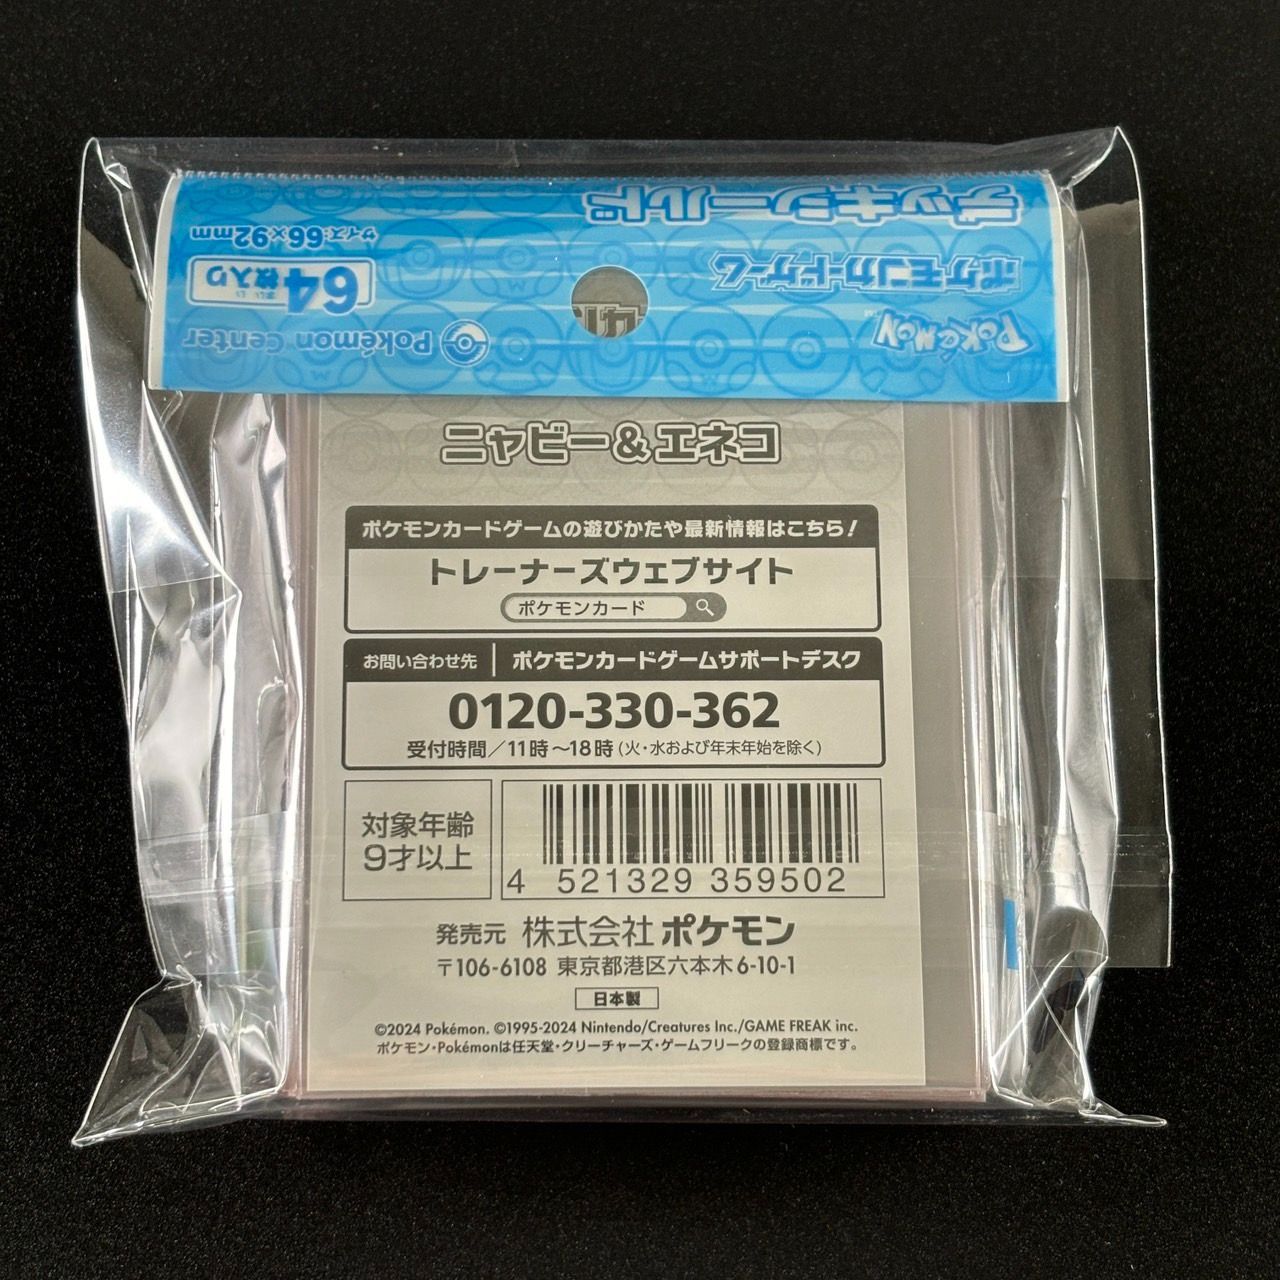 デッキシールド
サイズ:66×92mm
ポケモンカードゲーム
64枚入り
まい い
POKéMON
Pokémon Center
ニャビー&エネコ
ポケモンカードゲームの遊びかたや最新情報はこちら!
トレーナーズウェブサイト
ポケモンカード
お問い合わせ先 ポケモンカードゲームサポートデスク
0120-330-362
受付時間/11時~18時(火・水および年末年始を除く)
対象年齢
9才以上
4 521329 359502
発売元 株式会社ポケモン
〒106-6108 東京都港区六本木6-10-1
日本製
©2024 Pokémon. ©1995-2024 Nintendo/Creatures Inc./GAME FREAK inc.
ポケモン・Pokémonは任天堂・クリーチャーズ・ゲームフリークの登録商標です。